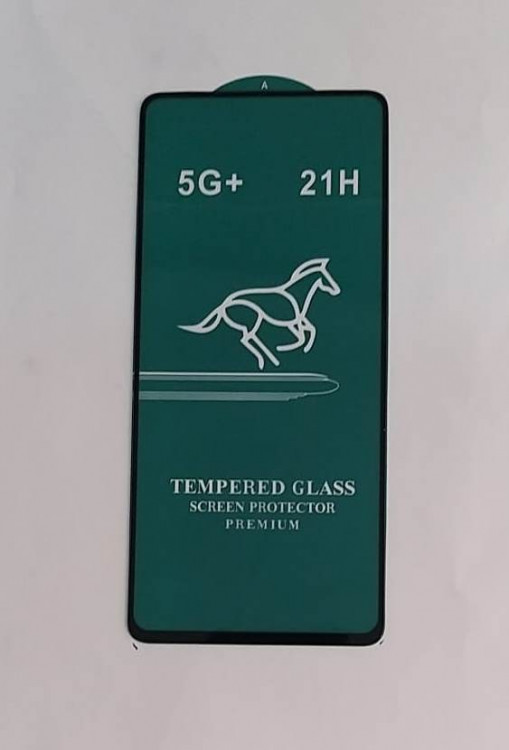 A
5G+ 21H
TEMPERED GLASS
SCREEN PROTECTOR
PREMIUM